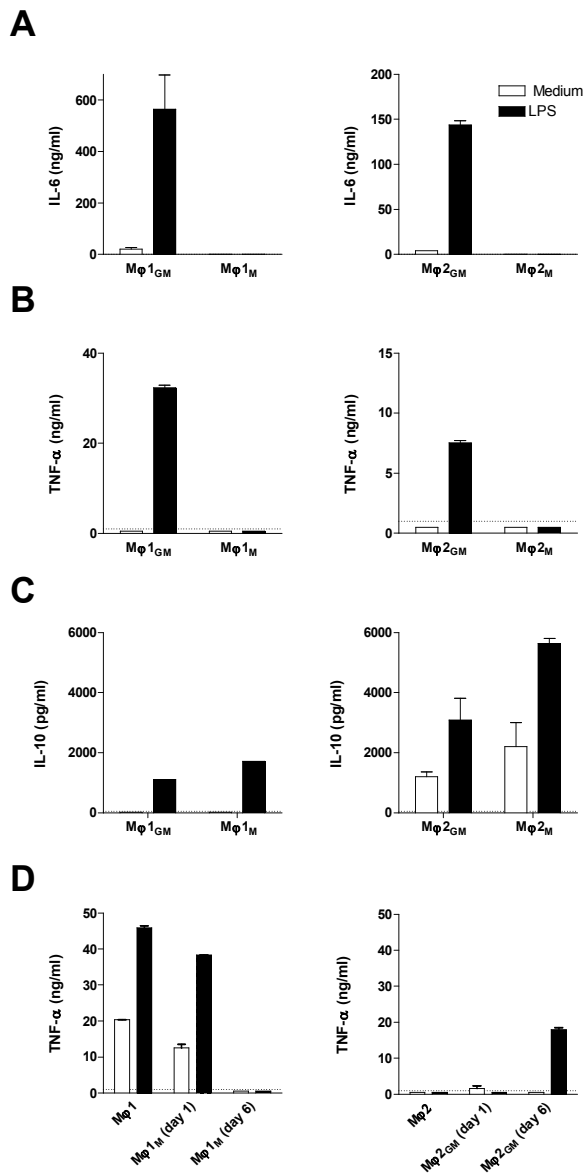 A
IL-6 (ng/ml)
600
400
200
0
Mφ1GM
Mφ1M
IL-6 (ng/ml)
200
150
100
50
0
Mφ2GM
Mφ2M
Medium
LPS
B
TNF-α (ng/ml)
40
20
0
Mφ1GM
Mφ1M
TNF-α (ng/ml)
15
10
5
0
Mφ2GM
Mφ2M
C
IL-10 (pg/ml)
6000
4000
2000
0
Mφ1GM
Mφ1M
IL-10 (pg/ml)
6000
4000
2000
0
Mφ2GM
Mφ2M
D
TNF-α (ng/ml)
50
40
30
20
10
0
Mφ1
Mφ1M (day 1)
Mφ1M (day 6)
TNF-α (ng/ml)
50
40
30
20
10
0
Mφ2
Mφ2GM (day 1)
Mφ2GM (day 6)